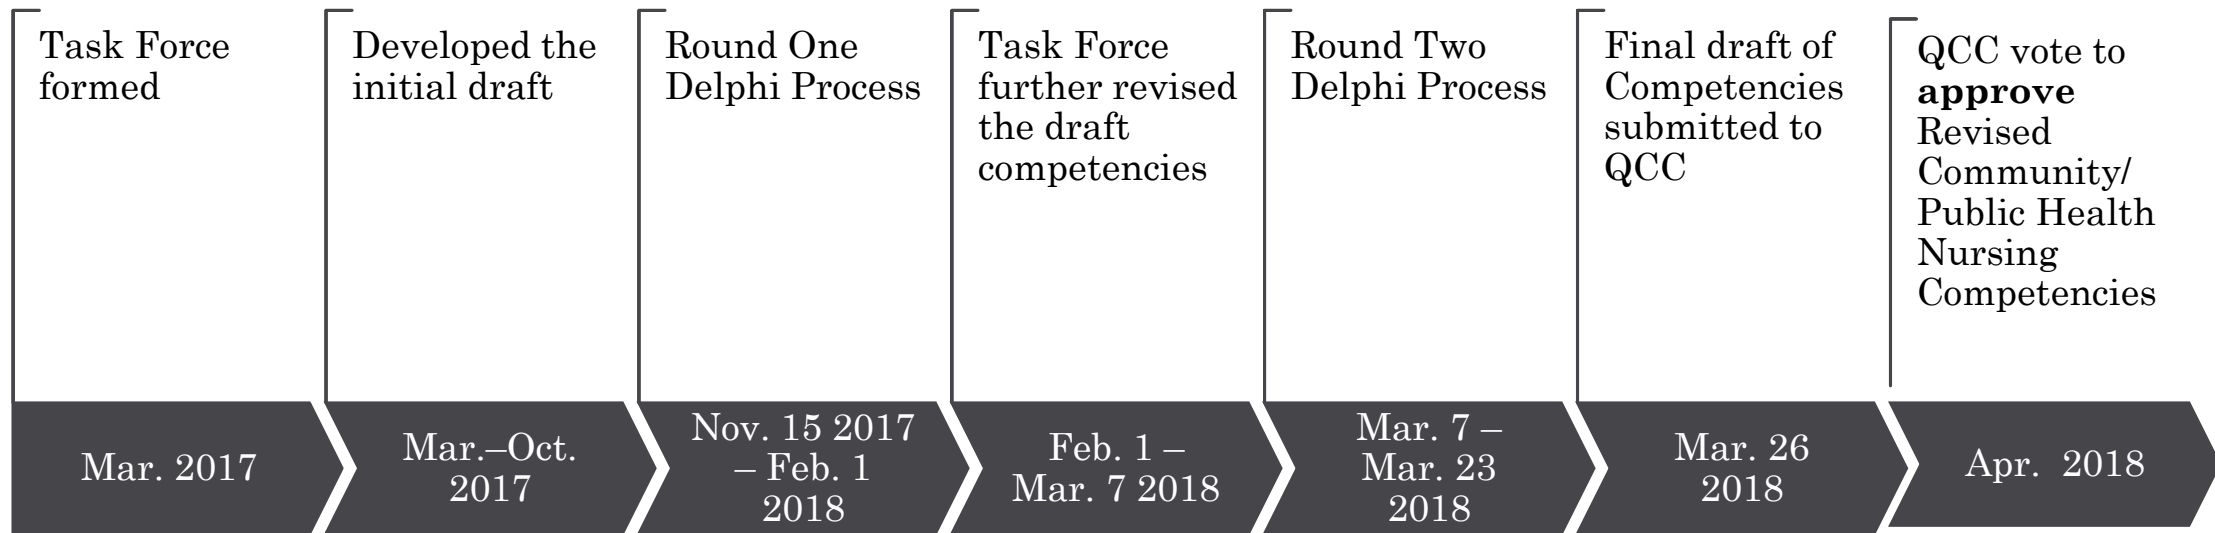 Task Force
formed
Developed the
initial draft
Round One
Delphi Process
Task Force
further revised
the draft
competencies
Round Two
Delphi Process
Final draft of
Competencies
submitted to
QCC
QCC vote to
approve
Revised
Community/
Public Health
Nursing
Competencies
Mar. 2017
Mar.–Oct.
2017
Nov. 15 2017
– Feb. 1
2018
Feb. 1 –
Mar. 7 2018
Mar. 7 –
Mar. 23
2018
Mar. 26
2018
Apr. 2018